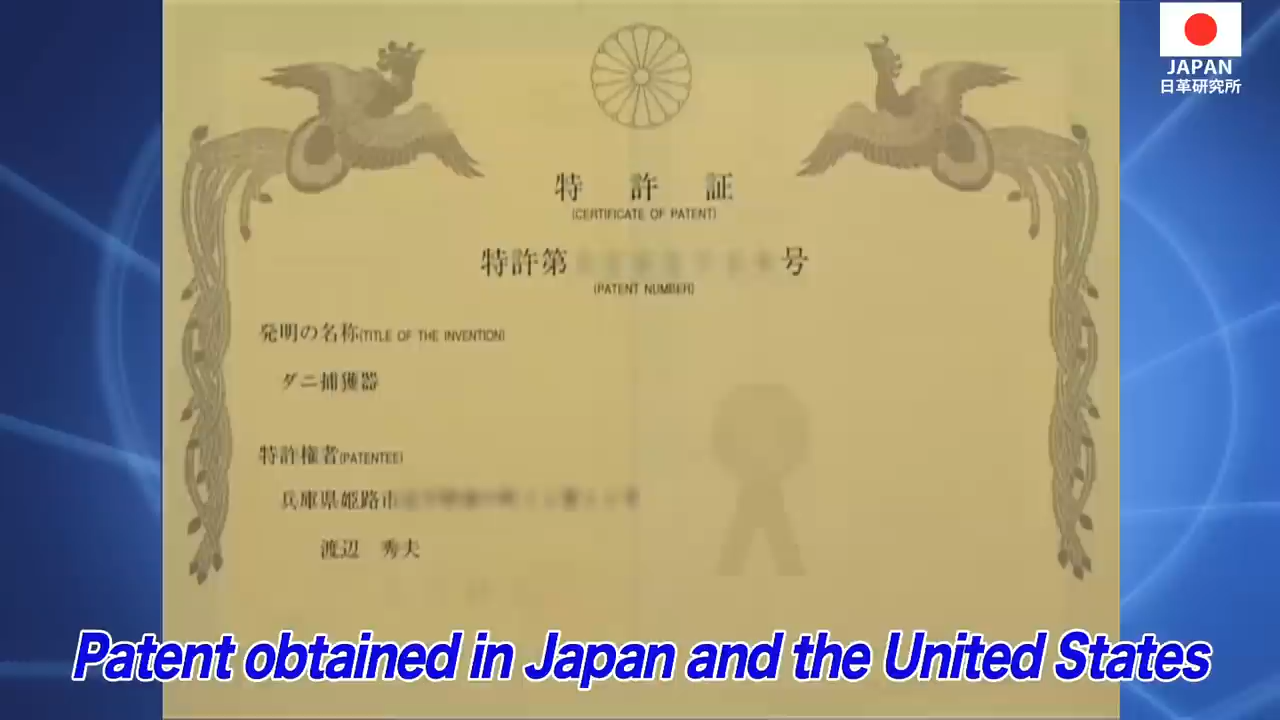 JAPAN
日革研究所
特許証
(CERTIFICATE OF PATENT)
特許第 号
(PATENT NUMBER)
発明の名称(TITLE OF THE INVENTION)
ダニ捕獲器
特許権者(PATENTEE)
兵庫県姫路市
渡辺 秀夫
Patent obtained in Japan and the United States